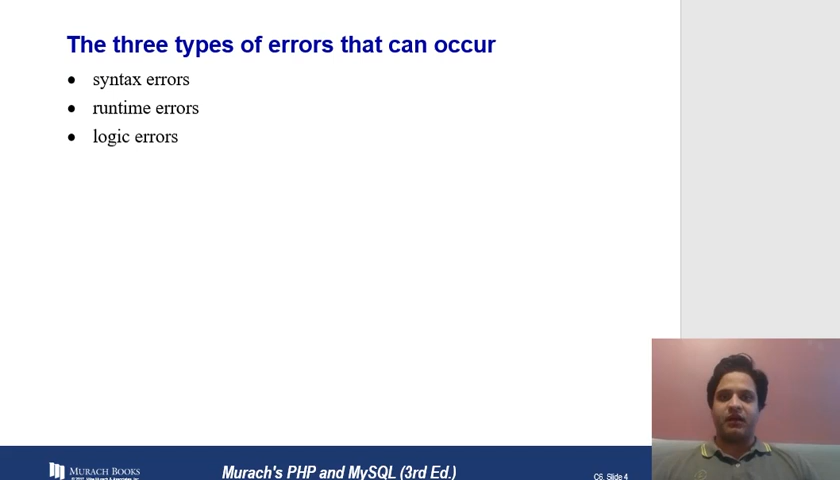 The three types of errors that can occur
• syntax errors
• runtime errors
• logic errors
MURACH BOOKS
Murach's PHP and MySQL (3rd Ed.)
C6, Slide 4